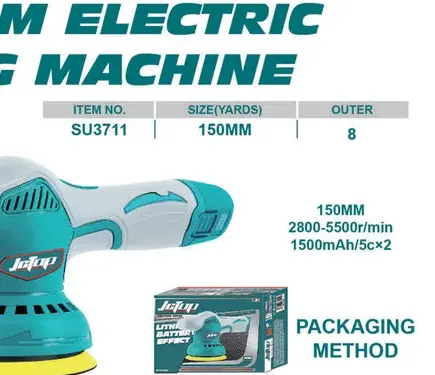 M ELECTRIC
G MACHINE
ITEM NO. SIZE(YARDS) OUTER
SU3711 150MM 8
150MM
2800-5500r/min
1500mAh/5c×2
JcTop
JcTop
LITHI
BATTERY
EFFECT
PACKAGING
METHOD